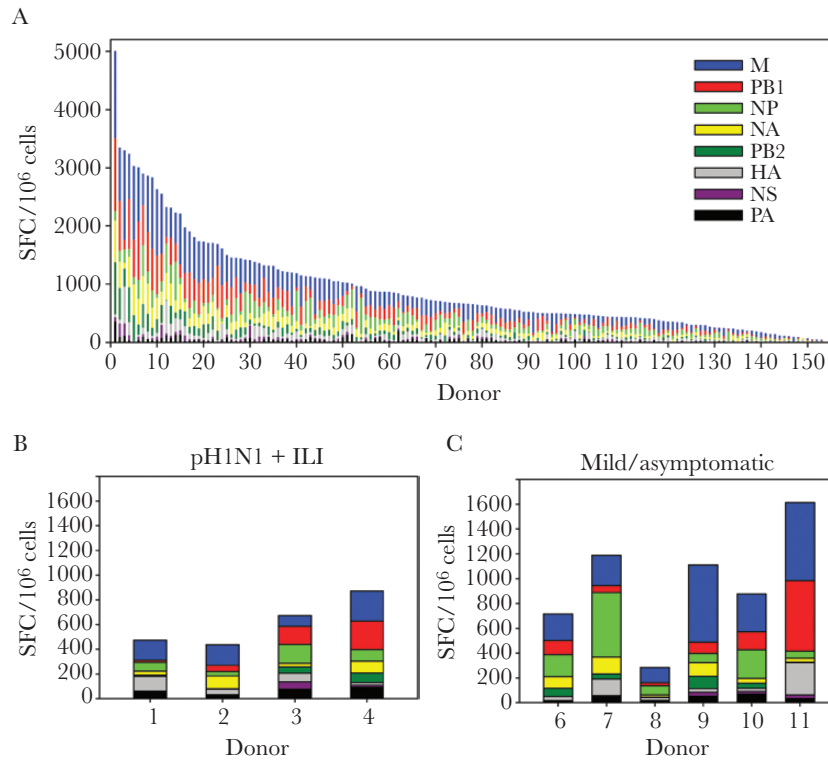 A
SFC/10⁶ cells
5000
4000
3000
2000
1000
0
M
PB1
NP
NA
PB2
HA
NS
PA
0 10 20 30 40 50 60 70 80 90 100 110 120 130 140 150
Donor
B
pH1N1 + ILI
SFC/10⁶ cells
1600
1400
1200
1000
800
600
400
200
0
1 2 3 4
Donor
C
Mild/asymptomatic
SFC/10⁶ cells
1600
1400
1200
1000
800
600
400
200
0
6 7 8 9 10 11
Donor